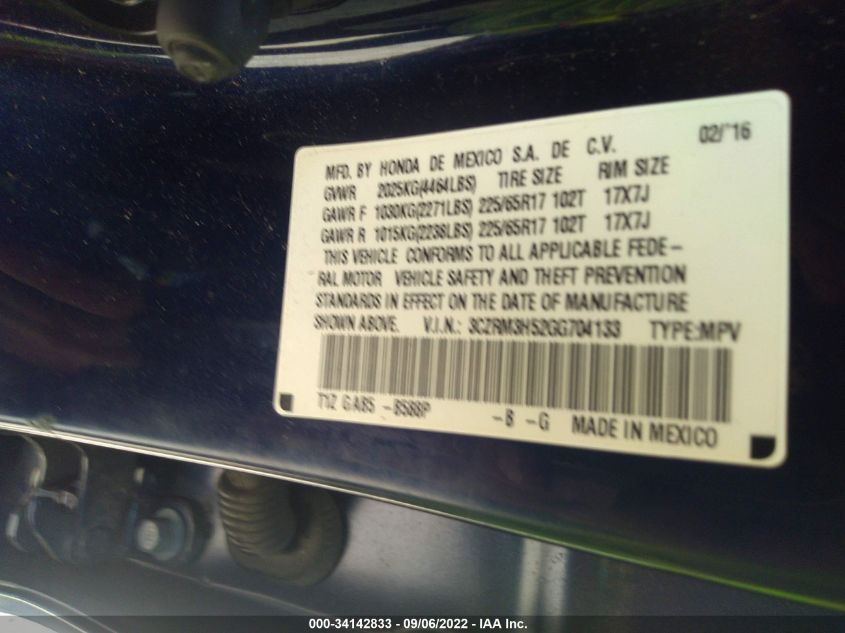 MFD. BY HONDA DE MEXICO S.A. DE C.V. 02/'16
GVWR 2025KG(4464LBS) TIRE SIZE RIM SIZE
GAWR F 1030KG(2271LBS) 225/65R17 102T 17X7J
GAWR R 1015KG(2238LBS) 225/65R17 102T 17X7J
THIS VEHICLE CONFORMS TO ALL APPLICABLE FEDE-
RAL MOTOR VEHICLE SAFETY AND THEFT PREVENTION
STANDARDS IN EFFECT ON THE DATE OF MANUFACTURE
SHOWN ABOVE. V.I.N.: 3CZRM3H52GG704133 TYPE:MPV
T1Z GA85 -B588P -B -G MADE IN MEXICO
000-34142833 - 09/06/2022 - IAA Inc.